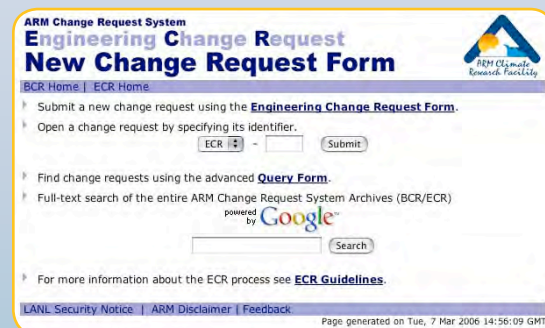 ARM Change Request System
Engineering Change Request
New Change Request Form
ARM Climate
Research Facility
BCR Home | ECR Home
Submit a new change request using the Engineering Change Request Form.
Open a change request by specifying its identifier.
ECR - Submit
Find change requests using the advanced Query Form.
Full-text search of the entire ARM Change Request System Archives (BCR/ECR)
powered
by Google™
Search
For more information about the ECR process see ECR Guidelines.
LANL Security Notice | ARM Disclaimer | Feedback
Page generated on Tue, 7 Mar 2006 14:56:09 GMT